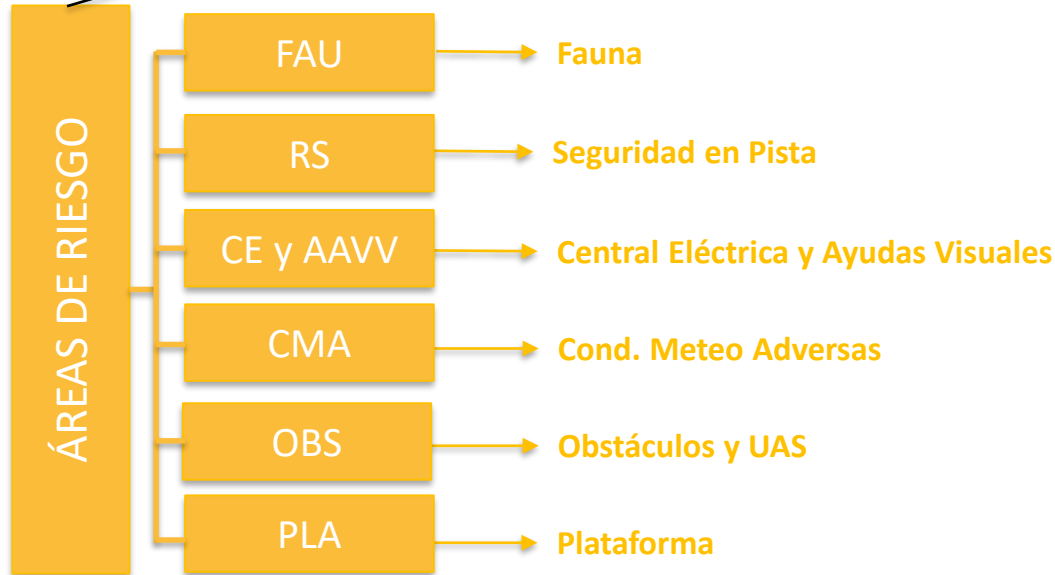 ÁREAS DE RIESGO
FAU
Fauna
RS
Seguridad en Pista
CE y AAVV
Central Eléctrica y Ayudas Visuales
CMA
Cond. Meteo Adversas
OBS
Obstáculos y UAS
PLA
Plataforma